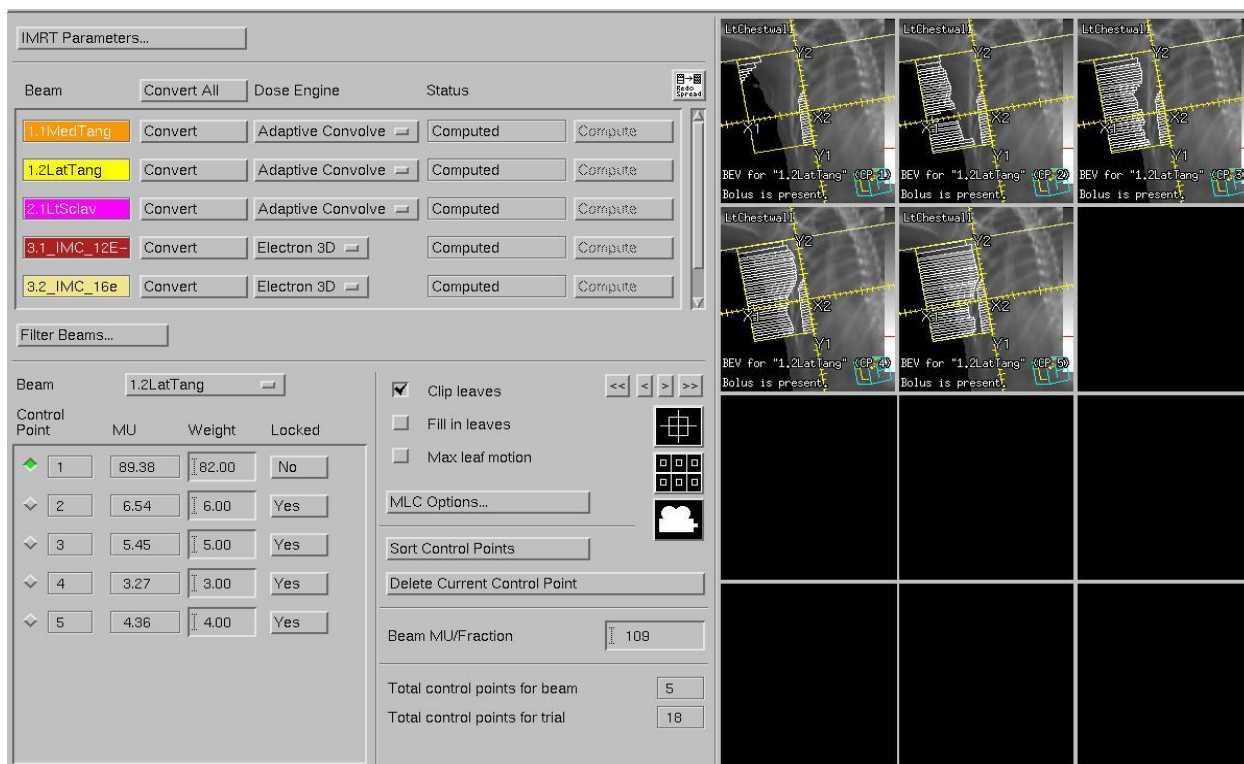 IMRT Parameters...
Beam Convert All Dose Engine Status Redo Spread
1.1MedTang Convert Adaptive Convolve Computed Compute
1.2LatTang Convert Adaptive Convolve Computed Compute
2.1LtSclav Convert Adaptive Convolve Computed Compute
3.1_IMC_12E- Convert Electron 3D Computed Compute
3.2_IMC_16e Convert Electron 3D Computed Compute
Filter Beams...
Beam 1.2LatTang
Control
Point MU Weight Locked
1 89.38 82.00 No
2 6.54 6.00 Yes
3 5.45 5.00 Yes
4 3.27 3.00 Yes
5 4.36 4.00 Yes
Clip leaves << < > >>
Fill in leaves
Max leaf motion
MLC Options...
Sort Control Points
Delete Current Control Point
Beam MU/Fraction 109
Total control points for beam 5
Total control points for trial 18
LtChestwall
Y2
X1 X2
Y1
BEV for "1.2LatTang" (CP 1)
Bolus is present.
LtChestwall
Y2
X1 X2
Y1
BEV for "1.2LatTang" (CP 2)
Bolus is present.
LtChestwall
Y2
X1 X2
Y1
BEV for "1.2LatTang" (CP 3)
Bolus is present.
LtChestwall
Y2
X1 X2
Y1
BEV for "1.2LatTang" (CP 4)
Bolus is present.
LtChestwall
Y2
X1 X2
Y1
BEV for "1.2LatTang" (CP 5)
Bolus is present.